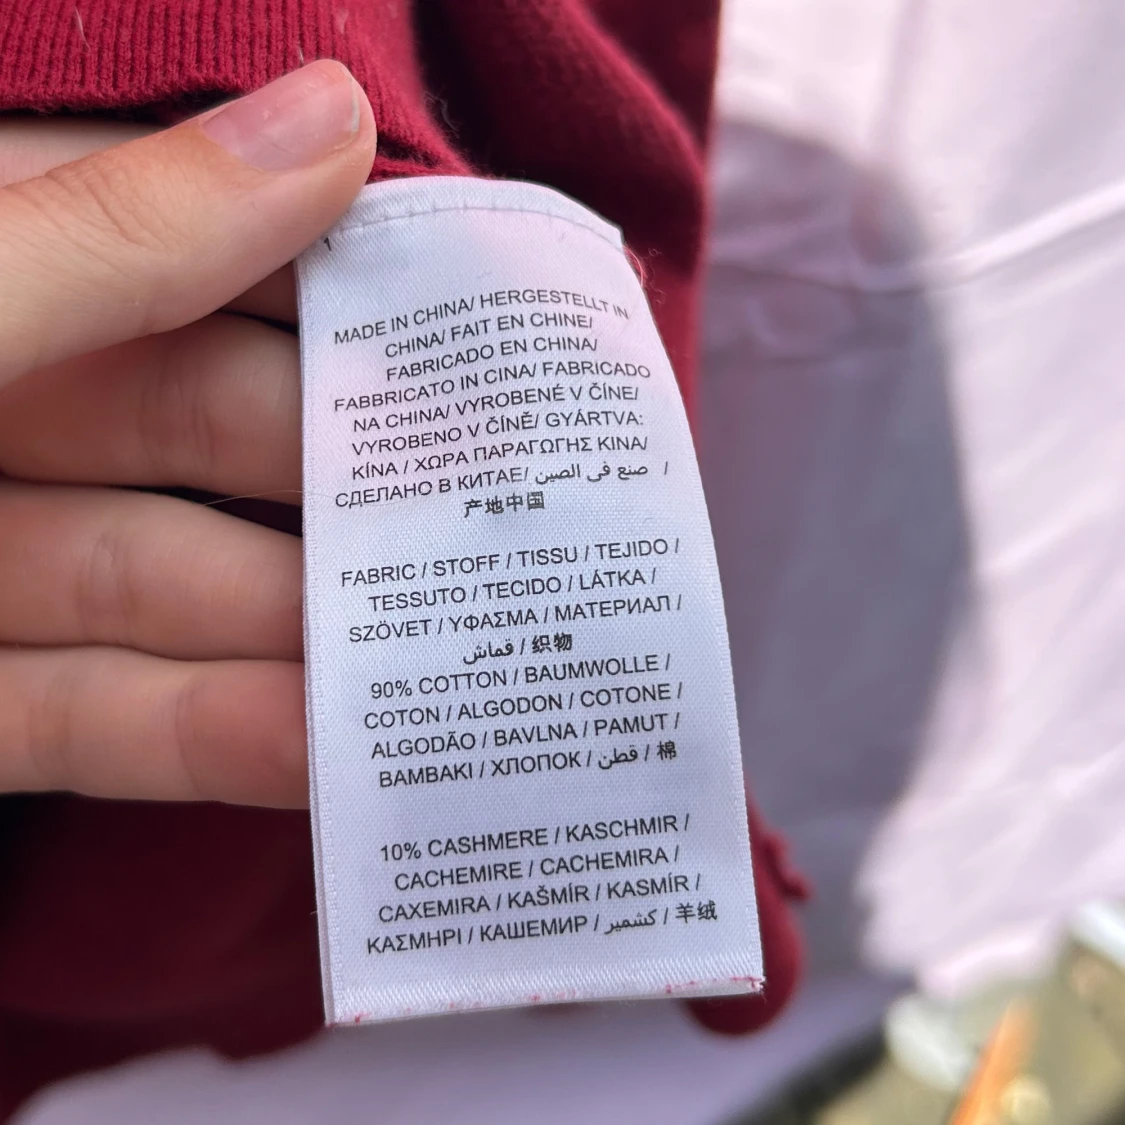 MADE IN CHINA/ HERGESTELLT IN
CHINA/ FAIT EN CHINE/
FABRICADO EN CHINA/
FABBRICATO IN CINA/ FABRICADO
NA CHINA/ VYROBENÉ V ČÍNE/
VYROBENO V ČÍNĚ/ GYÁRTVA:
KÍNA / ΧΩΡΑ ΠΑΡΑΓΩΓΗΣ ΚΙΝΑ/
СДЕЛАНО В КИТАЕ/ صنع في الصين /
产地中国
FABRIC / STOFF / TISSU / TEJIDO /
TESSUTO / TECIDO / LÁTKA /
SZÖVET / ΥΦΑΣΜΑ / МАТЕРИАЛ /
قماش / 织物
90% COTTON / BAUMWOLLE /
COTON / ALGODON / COTONE /
ALGODÃO / BAVLNA / PAMUT /
ΒΑΜΒΑΚΙ / ХЛОПОК / قطن / 棉
10% CASHMERE / KASCHMIR /
CACHEMIRE / CACHEMIRA /
CAXEMIRA / KAŠMÍR / KASMÍR /
ΚΑΣΜΗΡΙ / КАШЕМИР / كشمير / 羊绒